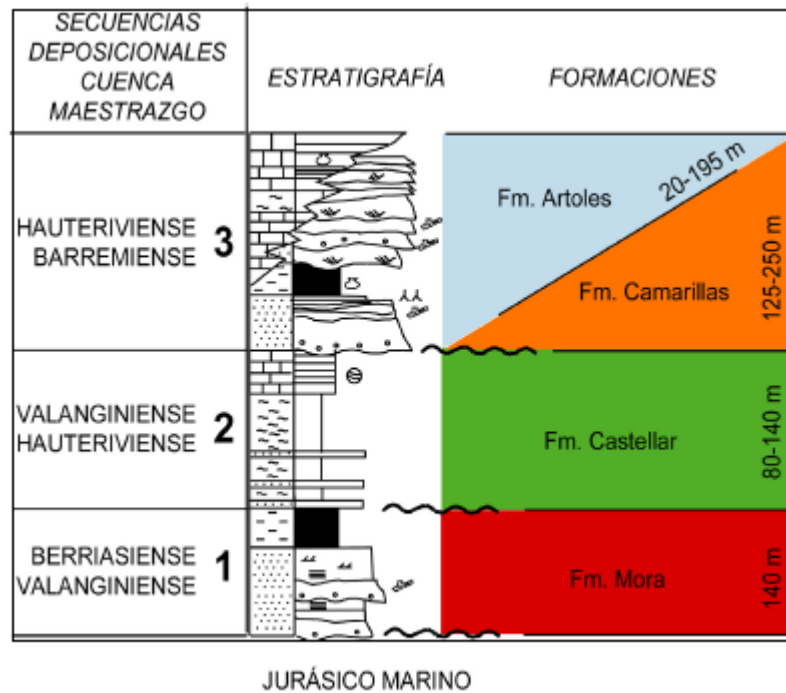 SECUENCIAS
DEPOSICIONALES
CUENCA
MAESTRAZGO
ESTRATIGRAFÍA
FORMACIONES
HAUTERIVIENSE
BARREMIENSE
3
Fm. Artoles
20-195 m
Fm. Camarillas
125-250 m
VALANGINIENSE
HAUTERIVIENSE
2
Fm. Castellar
80-140 m
BERRIASIENSE
VALANGINIENSE
1
Fm. Mora
140 m
JURÁSICO MARINO